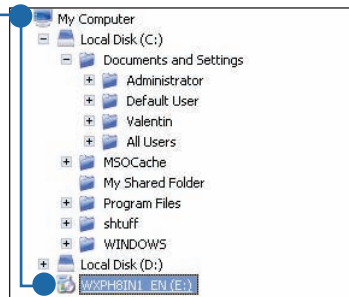 My Computer
Local Disk (C:)
Documents and Settings
Administrator
Default User
Valentin
All Users
MSOCache
My Shared Folder
Program Files
shtuff
WINDOWS
Local Disk (D:)
WXPH8IN1_EN (E:)